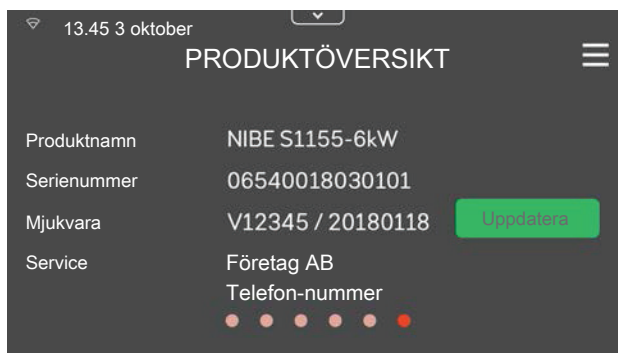 13.45 3 oktober
PRODUKTÖVERSIKT
Produktnamn NIBE S1155-6kW
Serienummer 06540018030101
Mjukvara V12345 / 20180118 Uppdatera
Service Företag AB
Telefon-nummer